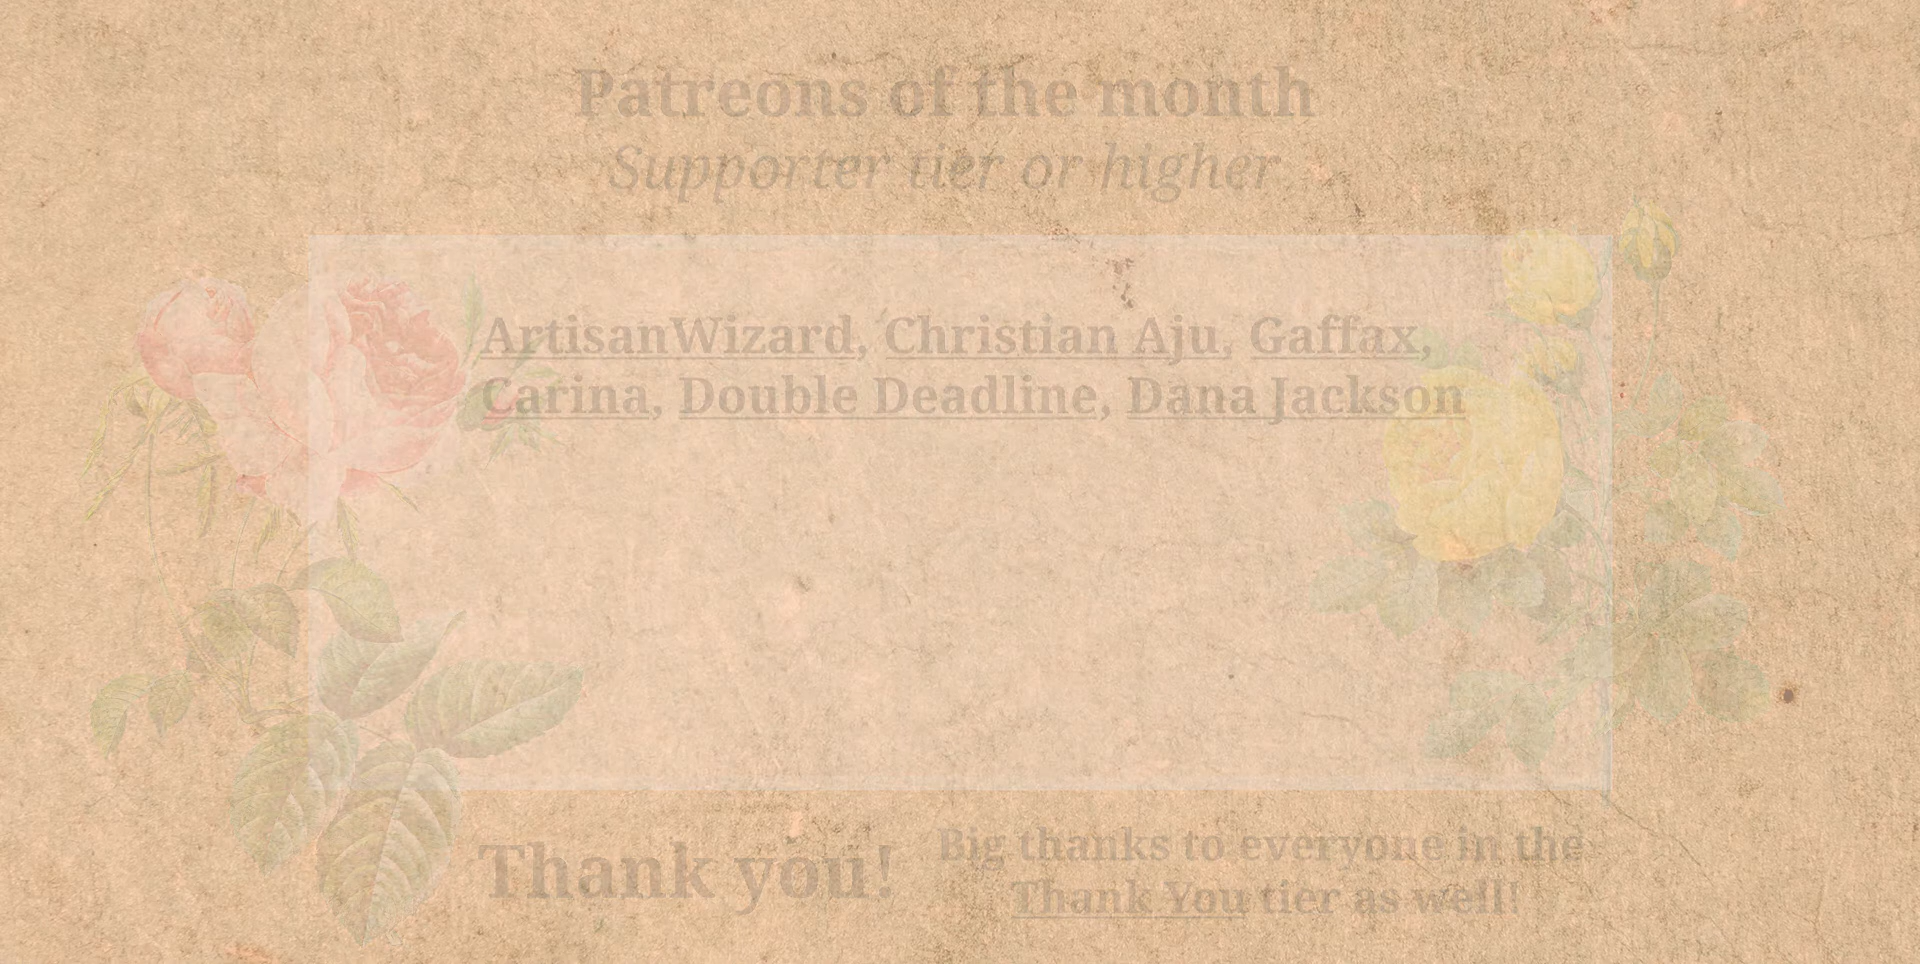 Patreons of the month
Supporter tier or higher
ArtisanWizard, Christian Aju, Gaffax,
Carina, Double Deadline, Dana Jackson
Thank you!
Big thanks to everyone in the
Thank You tier as well!